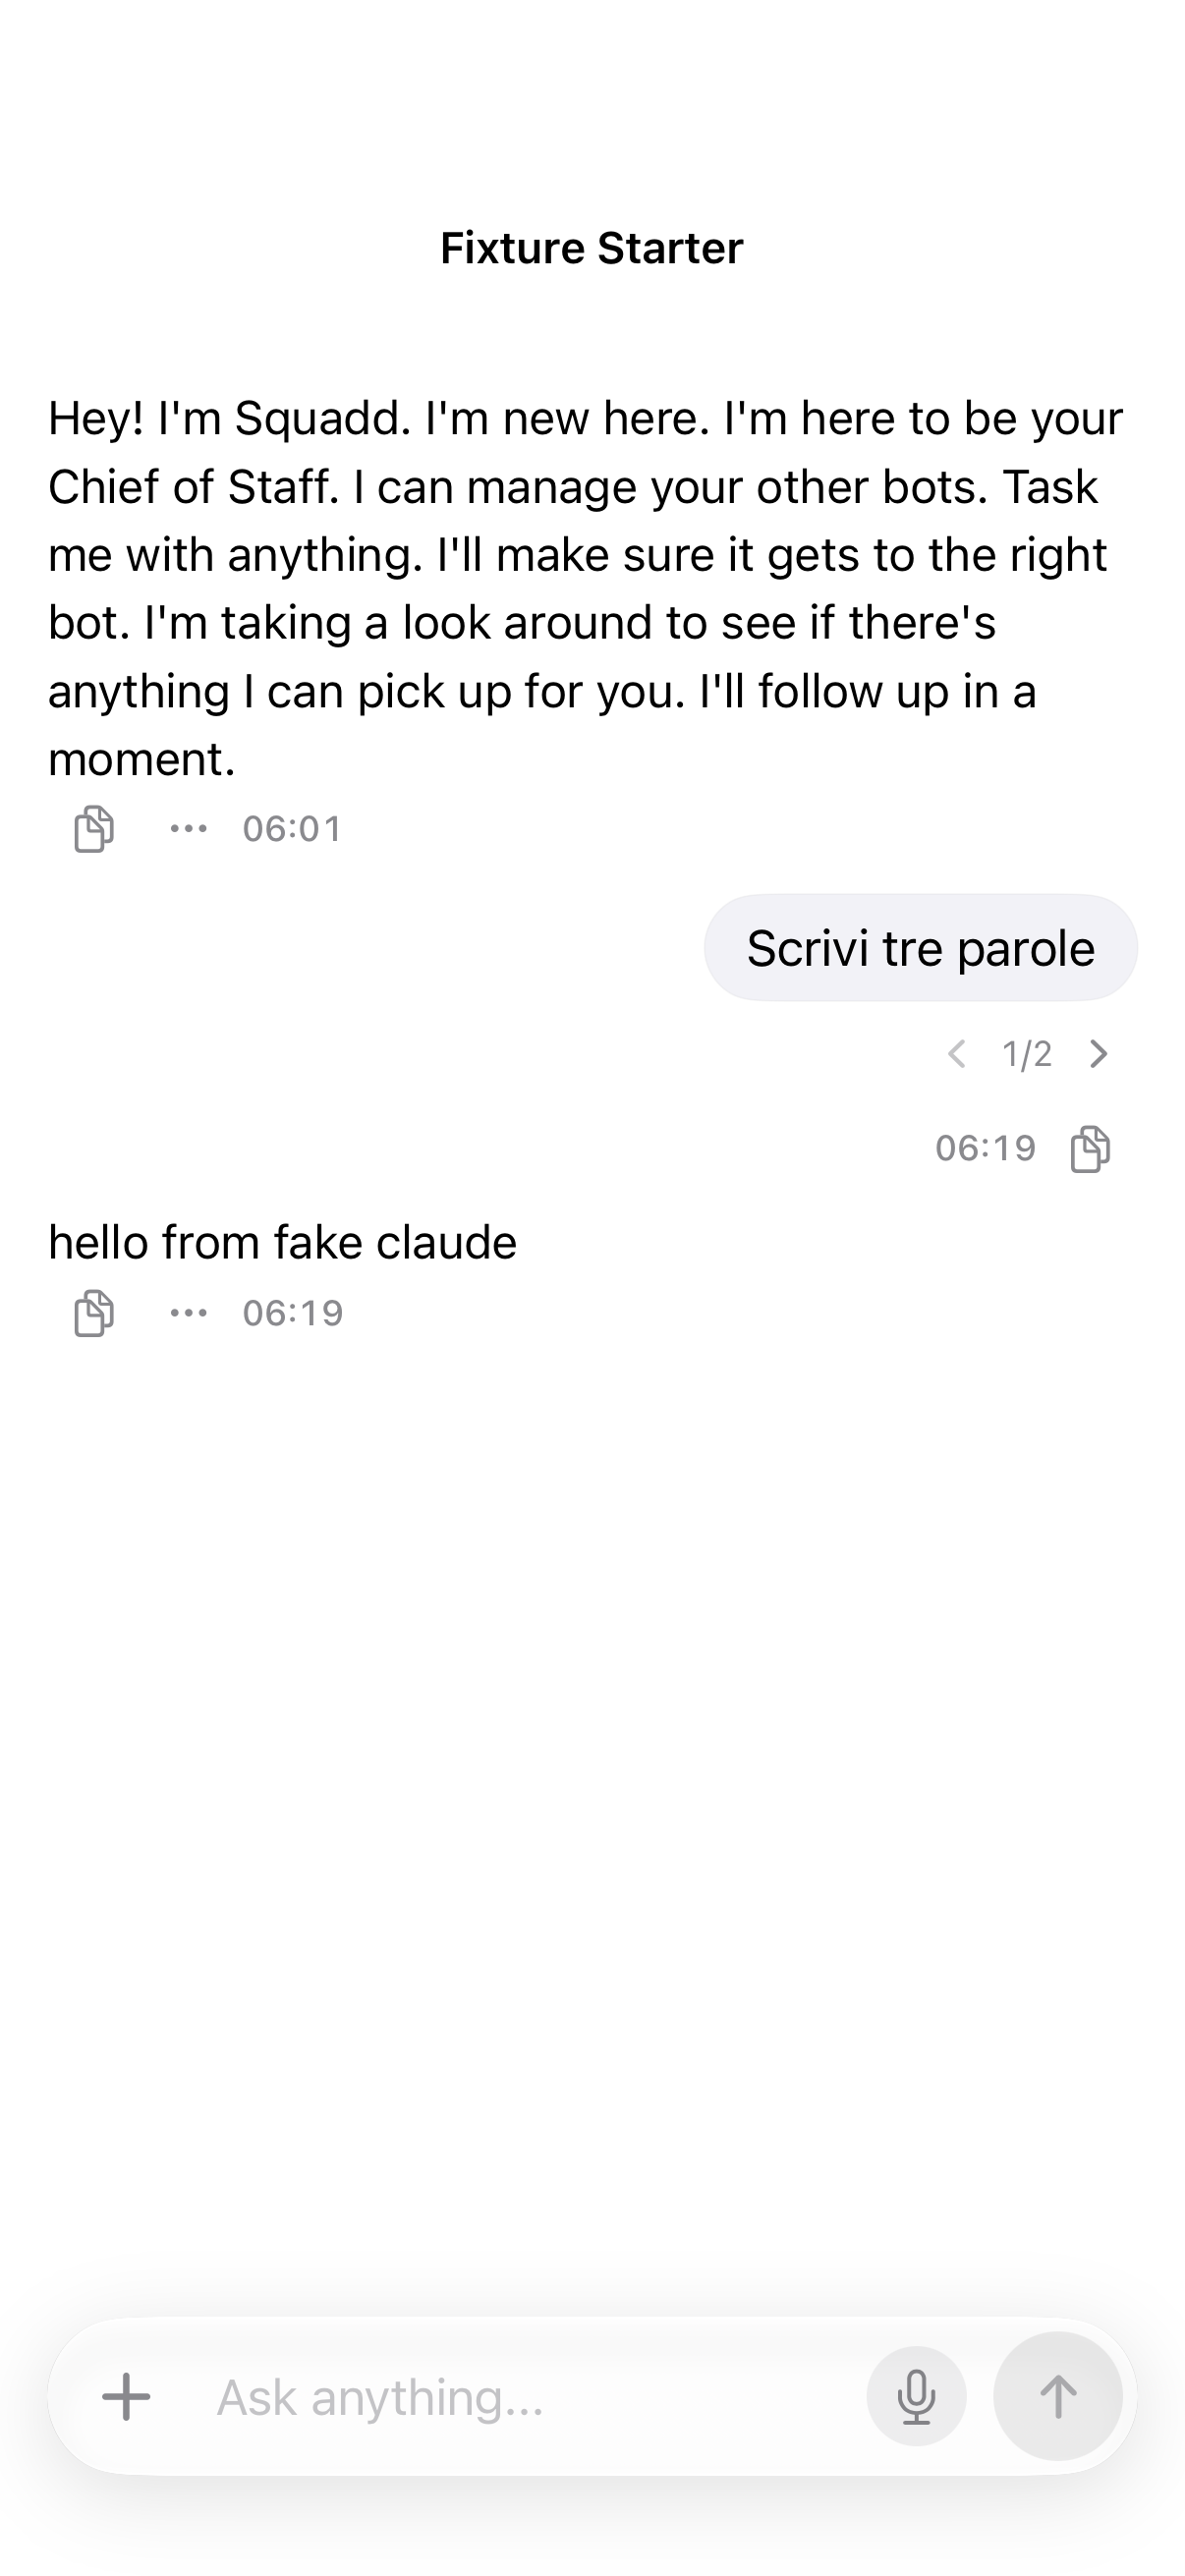 Fixture Starter
Hey! I'm Squadd. I'm new here. I'm here to be your
Chief of Staff. I can manage your other bots. Task
me with anything. I'll make sure it gets to the right
bot. I'm taking a look around to see if there's
anything I can pick up for you. I'll follow up in a
moment.
06:01
Scrivi tre parole
1/2
06:19
hello from fake claude
06:19
Ask anything...